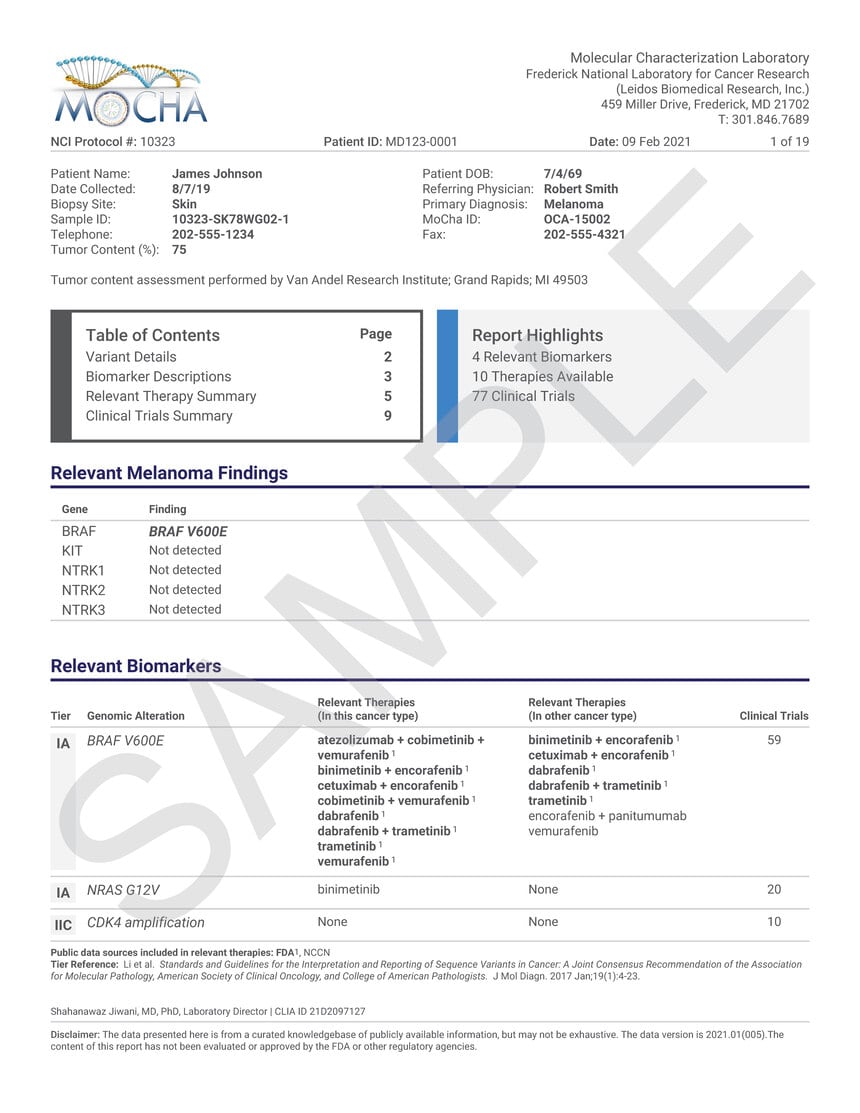 MOCHA
Molecular Characterization Laboratory
Frederick National Laboratory for Cancer Research
(Leidos Biomedical Research, Inc.)
459 Miller Drive, Frederick, MD 21702
T: 301.846.7689
NCI Protocol #: 10323 Patient ID: MD123-0001 Date: 09 Feb 2021 1 of 19
Patient Name: James Johnson Patient DOB: 7/4/69
Date Collected: 8/7/19 Referring Physician: Robert Smith
Biopsy Site: Skin Primary Diagnosis: Melanoma
Sample ID: 10323-SK78WG02-1 MoCha ID: OCA-15002
Telephone: 202-555-1234 Fax: 202-555-4321
Tumor Content (%): 75
Tumor content assessment performed by Van Andel Research Institute; Grand Rapids; MI 49503
Table of Contents Page
Variant Details 2
Biomarker Descriptions 3
Relevant Therapy Summary 5
Clinical Trials Summary 9
Report Highlights
4 Relevant Biomarkers
10 Therapies Available
77 Clinical Trials
SAMPLE
Relevant Melanoma Findings
Gene Finding
BRAF BRAF V600E
KIT Not detected
NTRK1 Not detected
NTRK2 Not detected
NTRK3 Not detected
Relevant Biomarkers
Tier Genomic Alteration Relevant Therapies (In this cancer type) Relevant Therapies (In other cancer type) Clinical Trials
IA BRAF V600E
atezolizumab + cobimetinib +
vemurafenib 1
binimetinib + encorafenib 1
cetuximab + encorafenib 1
cobimetinib + vemurafenib 1
dabrafenib 1
dabrafenib + trametinib 1
trametinib 1
vemurafenib 1
binimetinib + encorafenib 1
cetuximab + encorafenib 1
dabrafenib 1
dabrafenib + trametinib 1
trametinib 1
encorafenib + panitumumab
vemurafenib
59
IA NRAS G12V binimetinib None 20
IIC CDK4 amplification None None 10
Public data sources included in relevant therapies: FDA1, NCCN
Tier Reference: Li et al. Standards and Guidelines for the Interpretation and Reporting of Sequence Variants in Cancer: A Joint Consensus Recommendation of the Association
for Molecular Pathology, American Society of Clinical Oncology, and College of American Pathologists. J Mol Diagn. 2017 Jan;19(1):4-23.
Shahanawaz Jiwani, MD, PhD, Laboratory Director | CLIA ID 21D2097127
Disclaimer: The data presented here is from a curated knowledgebase of publicly available information, but may not be exhaustive. The data version is 2021.01(005).The
content of this report has not been evaluated or approved by the FDA or other regulatory agencies.